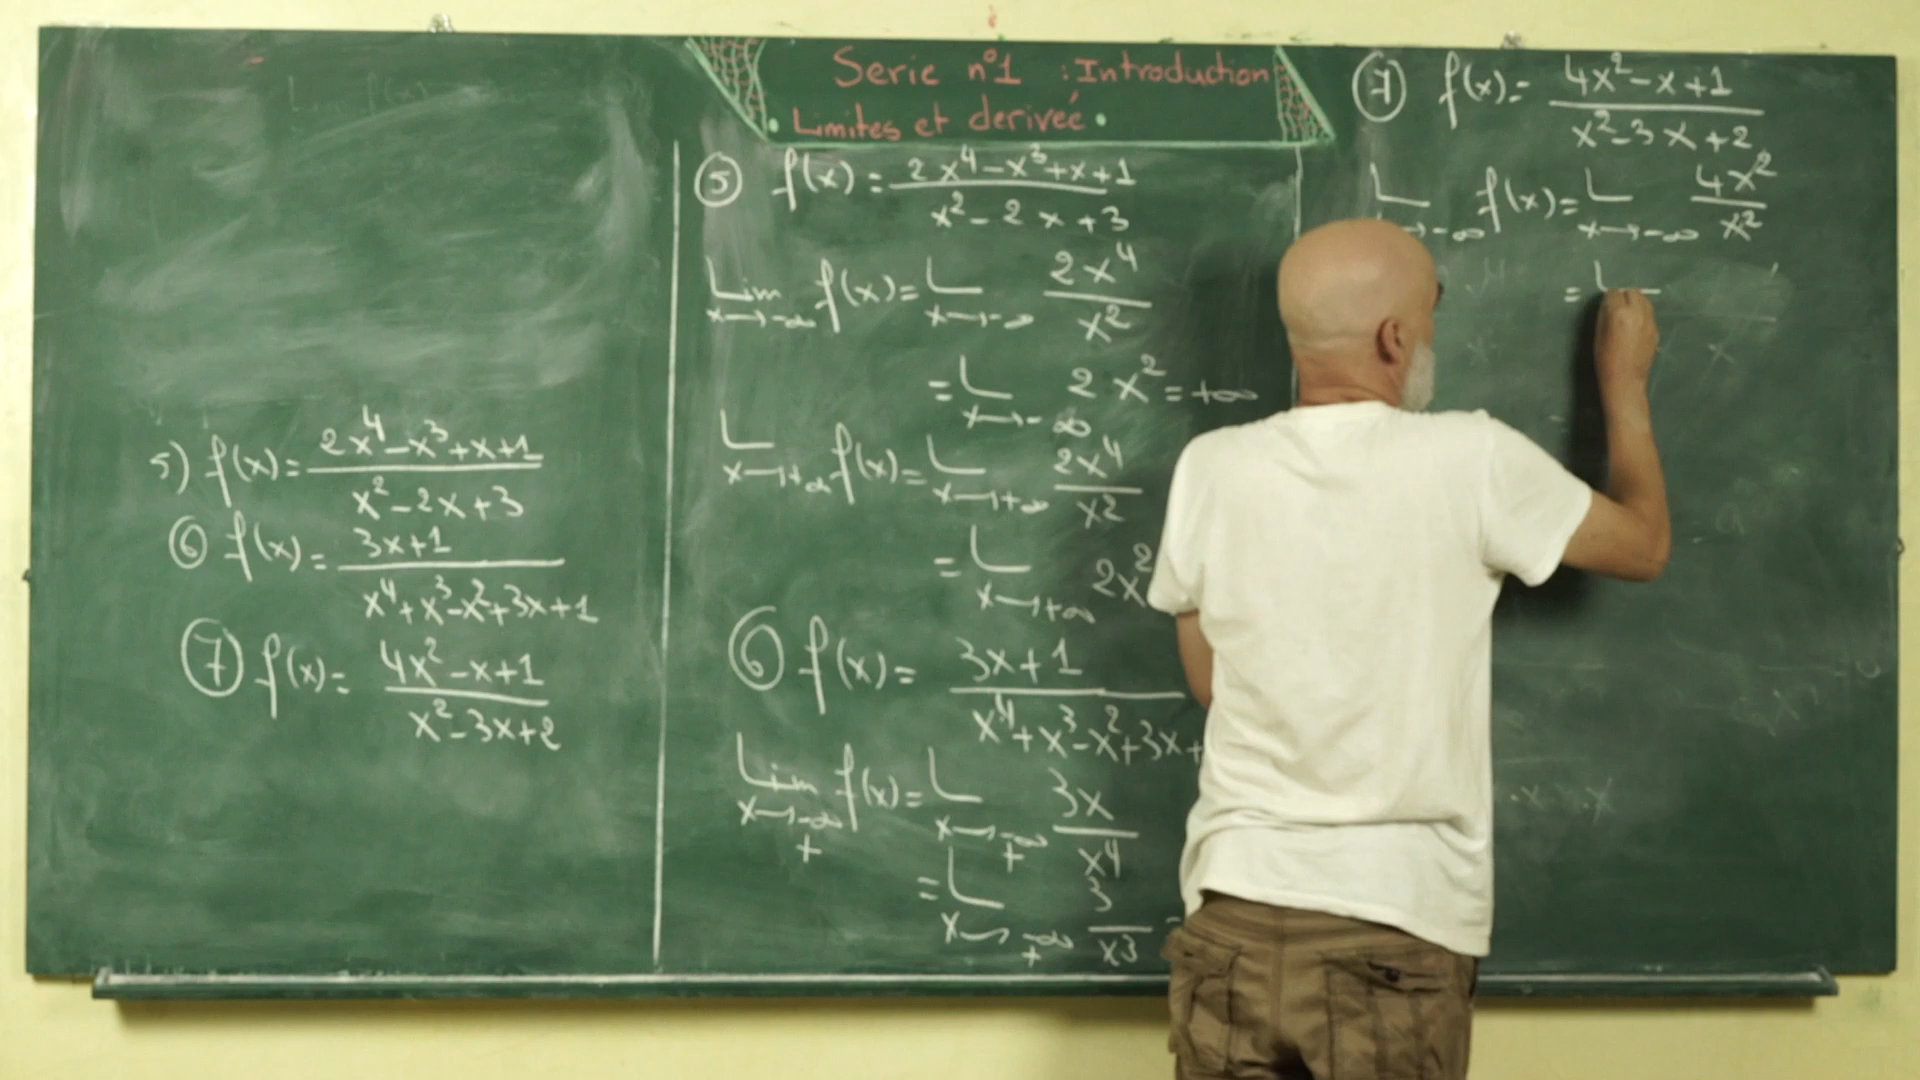 Serie n°1 : Introduction
• Limites et derivée •
5) f(x) = (2x⁴-x³+x+1)/(x²-2x+3)
⑥ f(x) = (3x+1)/(x⁴+x³-x²+3x+1)
⑦ f(x) = (4x²-x+1)/(x²-3x+2)
⑤ f(x) = (2x⁴-x³+x+1)/(x²-2x+3)
Lim x→-∞ f(x) = L x→-∞ 2x⁴/x²
= L x→-∞ 2x² = +∞
L x→+∞ f(x) = L x→+∞ 2x⁴/x²
= L x→+∞ 2x²
⑥ f(x) = (3x+1)/(x⁴+x³-x²+3x+
Lim x→-∞ + f(x) = L x→-∞ + 3x/x⁴
= L x→-∞ + 3/x³ =
⑦ f(x) = (4x²-x+1)/(x²-3x+2)
L x→-∞ f(x) = L x→-∞ 4x²/x²
= L